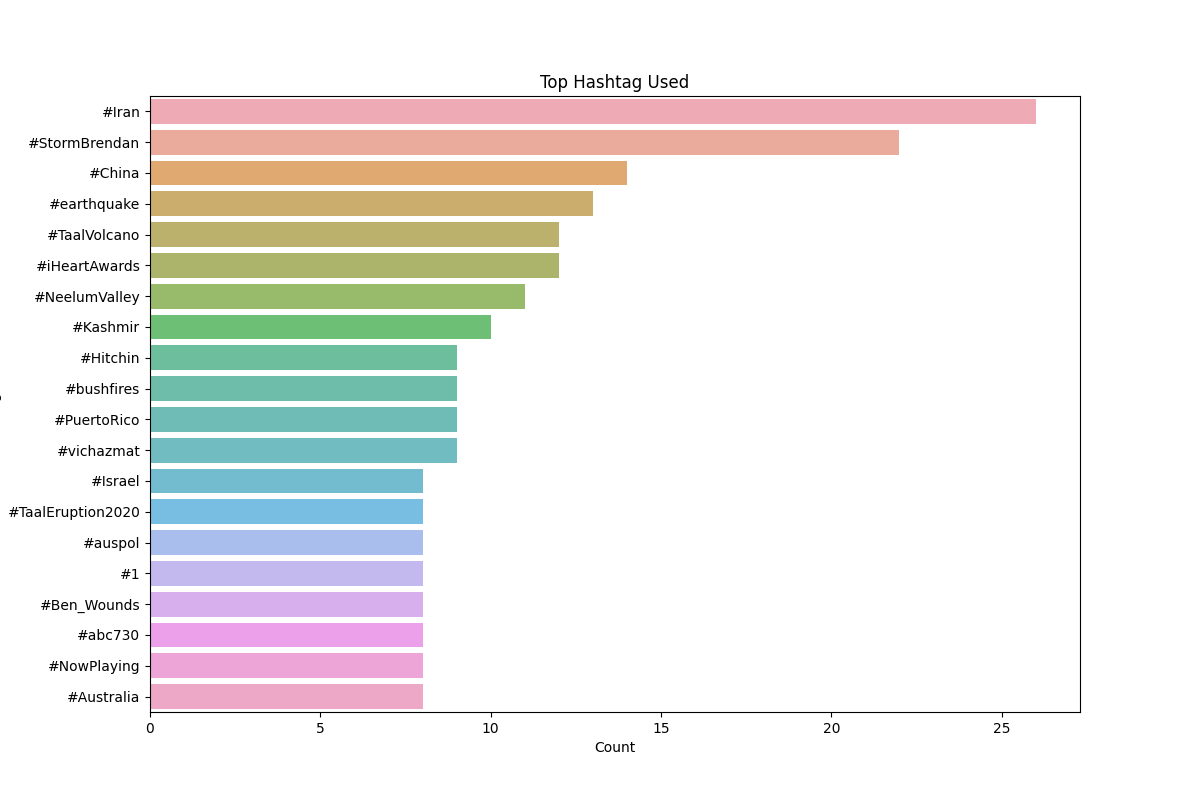 Top Hashtag Used
#Iran
#StormBrendan
#China
#earthquake
#TaalVolcano
#iHeartAwards
#NeelumValley
#Kashmir
#Hitchin
#bushfires
#PuertoRico
#vichazmat
#Israel
#TaalEruption2020
#auspol
#1
#Ben_Wounds
#abc730
#NowPlaying
#Australia
0 5 10 15 20 25
Count